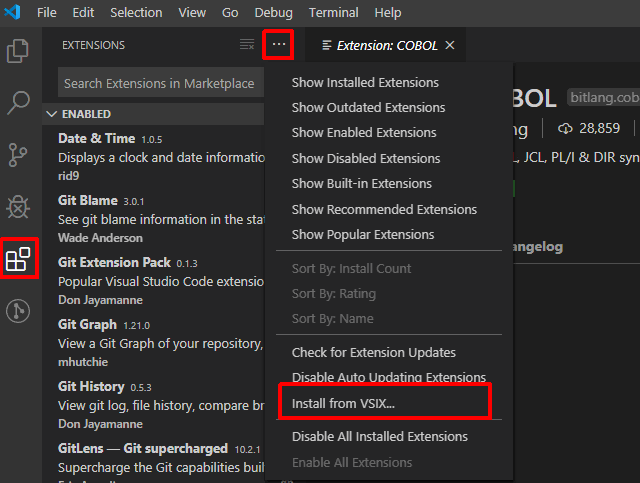 File Edit Selection View Go Debug Terminal Help
EXTENSIONS
Extension: COBOL
Search Extensions in Marketplace
ENABLED
Date & Time 1.0.5
Displays a clock and date informatio
rid9
Git Blame 3.0.1
See git blame information in the stat
Wade Anderson
Git Extension Pack 0.1.3
Popular Visual Studio Code extension
Don Jayamanne
Git Graph 1.21.0
View a Git Graph of your repository,
mhutchie
Git History 0.5.3
View git log, file history, compare br
Don Jayamanne
GitLens — Git supercharged 10.2.1
Supercharge the Git capabilities buil
Show Installed Extensions
Show Outdated Extensions
Show Enabled Extensions
Show Disabled Extensions
Show Built-in Extensions
Show Recommended Extensions
Show Popular Extensions
Sort By: Install Count
Sort By: Rating
Sort By: Name
Check for Extension Updates
Disable Auto Updating Extensions
Install from VSIX...
Disable All Installed Extensions
Enable All Extensions
BOL bitlang.cob
ng 28,859
L, JCL, PL/I & DIR syn
angelog